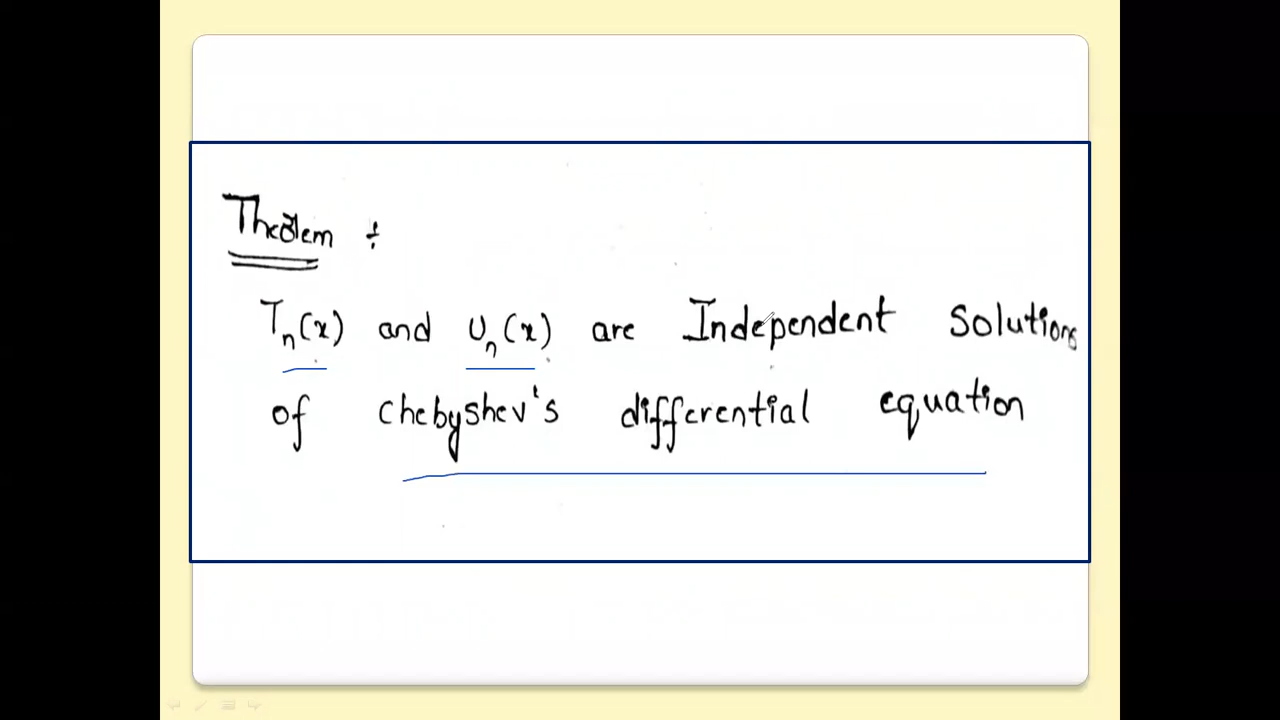 Theorem ÷
Tn(x) and Un(x) are Independent Solutions
of chebyshev's differential equation